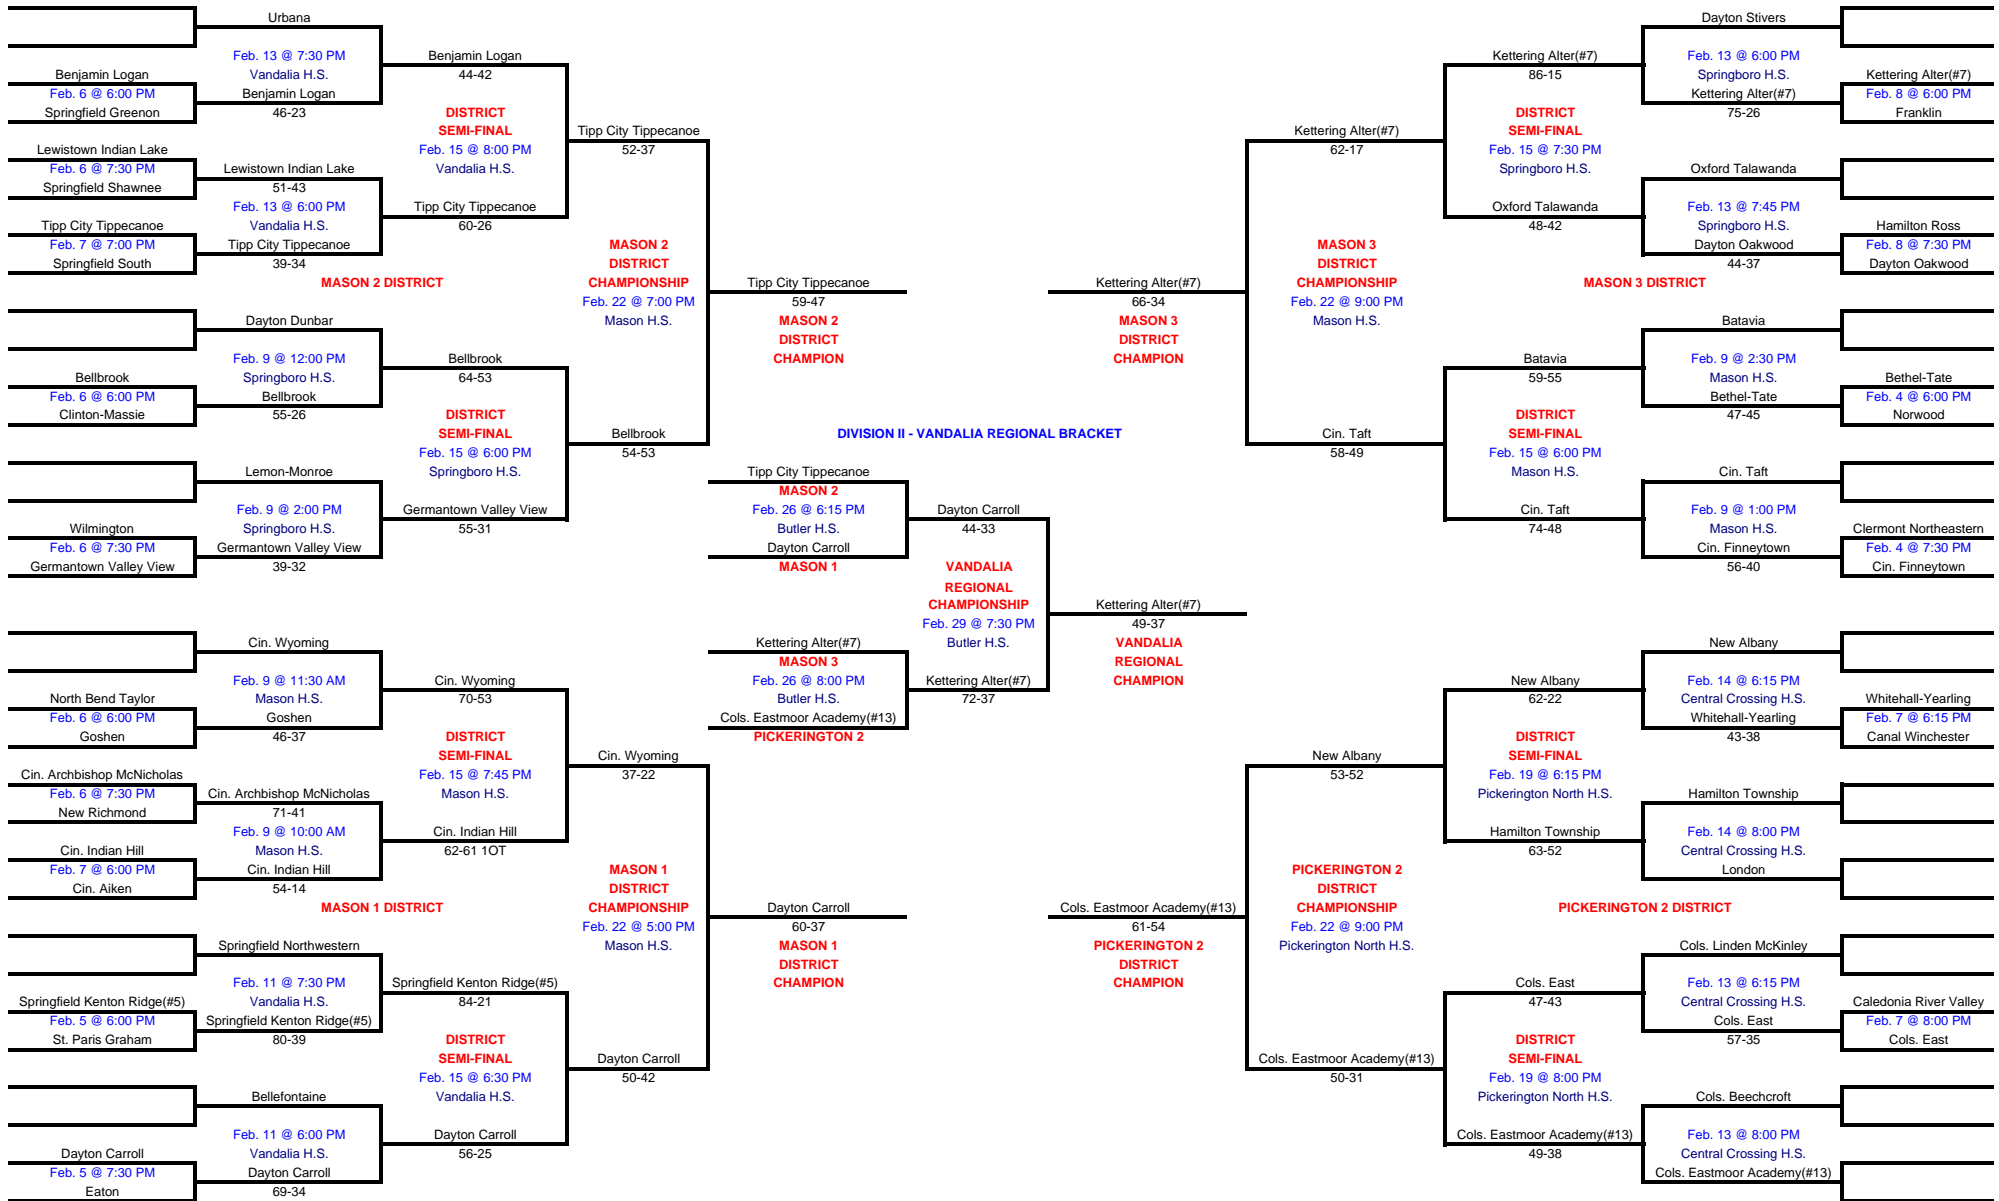 Urbana
Feb. 13 @ 7:30 PM
Vandalia H.S.
Benjamin Logan
Feb. 6 @ 6:00 PM
Springfield Greenon
Benjamin Logan
46-23
Benjamin Logan
44-42
DISTRICT
SEMI-FINAL
Feb. 15 @ 8:00 PM
Vandalia H.S.
Lewistown Indian Lake
Feb. 6 @ 7:30 PM
Springfield Shawnee
Lewistown Indian Lake
51-43
Feb. 13 @ 6:00 PM
Vandalia H.S.
Tipp City Tippecanoe
Feb. 7 @ 7:00 PM
Springfield South
Tipp City Tippecanoe
39-34
Tipp City Tippecanoe
60-26
Tipp City Tippecanoe
52-37
MASON 2 DISTRICT
MASON 2
DISTRICT
CHAMPIONSHIP
Feb. 22 @ 7:00 PM
Mason H.S.
Tipp City Tippecanoe
59-47
MASON 2
DISTRICT
CHAMPION
Dayton Dunbar
Feb. 9 @ 12:00 PM
Springboro H.S.
Bellbrook
Feb. 6 @ 6:00 PM
Clinton-Massie
Bellbrook
55-26
Bellbrook
64-53
DISTRICT
SEMI-FINAL
Feb. 15 @ 6:00 PM
Springboro H.S.
Bellbrook
54-53
Lemon-Monroe
Feb. 9 @ 2:00 PM
Springboro H.S.
Wilmington
Feb. 6 @ 7:30 PM
Germantown Valley View
Germantown Valley View
39-32
Germantown Valley View
55-31
Cin. Wyoming
Feb. 9 @ 11:30 AM
Mason H.S.
North Bend Taylor
Feb. 6 @ 6:00 PM
Goshen
Goshen
46-37
Cin. Wyoming
70-53
DISTRICT
SEMI-FINAL
Feb. 15 @ 7:45 PM
Mason H.S.
Cin. Wyoming
37-22
Cin. Archbishop McNicholas
Feb. 6 @ 7:30 PM
New Richmond
Cin. Archbishop McNicholas
71-41
Feb. 9 @ 10:00 AM
Mason H.S.
Cin. Indian Hill
Feb. 7 @ 6:00 PM
Cin. Aiken
Cin. Indian Hill
54-14
Cin. Indian Hill
62-61 1OT
MASON 1 DISTRICT
MASON 1
DISTRICT
CHAMPIONSHIP
Feb. 22 @ 5:00 PM
Mason H.S.
Dayton Carroll
60-37
MASON 1
DISTRICT
CHAMPION
Springfield Northwestern
Feb. 11 @ 7:30 PM
Vandalia H.S.
Springfield Kenton Ridge(#5)
Feb. 5 @ 6:00 PM
St. Paris Graham
Springfield Kenton Ridge(#5)
80-39
Springfield Kenton Ridge(#5)
84-21
DISTRICT
SEMI-FINAL
Feb. 15 @ 6:30 PM
Vandalia H.S.
Dayton Carroll
50-42
Bellefontaine
Feb. 11 @ 6:00 PM
Vandalia H.S.
Dayton Carroll
Feb. 5 @ 7:30 PM
Eaton
Dayton Carroll
69-34
Dayton Carroll
56-25
DIVISION II - VANDALIA REGIONAL BRACKET
Tipp City Tippecanoe
MASON 2
Feb. 26 @ 6:15 PM
Butler H.S.
Dayton Carroll
MASON 1
Dayton Carroll
44-33
VANDALIA
REGIONAL
CHAMPIONSHIP
Feb. 29 @ 7:30 PM
Butler H.S.
Kettering Alter(#7)
MASON 3
Feb. 26 @ 8:00 PM
Butler H.S.
Cols. Eastmoor Academy(#13)
PICKERINGTON 2
Kettering Alter(#7)
72-37
Kettering Alter(#7)
49-37
VANDALIA
REGIONAL
CHAMPION
Dayton Stivers
Feb. 13 @ 6:00 PM
Springboro H.S.
Kettering Alter(#7)
Feb. 8 @ 6:00 PM
Franklin
Kettering Alter(#7)
75-26
Kettering Alter(#7)
86-15
DISTRICT
SEMI-FINAL
Feb. 15 @ 7:30 PM
Springboro H.S.
Kettering Alter(#7)
62-17
Oxford Talawanda
Feb. 13 @ 7:45 PM
Springboro H.S.
Hamilton Ross
Feb. 8 @ 7:30 PM
Dayton Oakwood
Dayton Oakwood
44-37
Oxford Talawanda
48-42
MASON 3 DISTRICT
MASON 3
DISTRICT
CHAMPIONSHIP
Feb. 22 @ 9:00 PM
Mason H.S.
Kettering Alter(#7)
66-34
MASON 3
DISTRICT
CHAMPION
Batavia
Feb. 9 @ 2:30 PM
Mason H.S.
Bethel-Tate
Feb. 4 @ 6:00 PM
Norwood
Bethel-Tate
47-45
Batavia
59-55
DISTRICT
SEMI-FINAL
Feb. 15 @ 6:00 PM
Mason H.S.
Cin. Taft
58-49
Cin. Taft
Feb. 9 @ 1:00 PM
Mason H.S.
Clermont Northeastern
Feb. 4 @ 7:30 PM
Cin. Finneytown
Cin. Finneytown
56-40
Cin. Taft
74-48
New Albany
Feb. 14 @ 6:15 PM
Central Crossing H.S.
Whitehall-Yearling
Feb. 7 @ 6:15 PM
Canal Winchester
Whitehall-Yearling
43-38
New Albany
62-22
DISTRICT
SEMI-FINAL
Feb. 19 @ 6:15 PM
Pickerington North H.S.
New Albany
53-52
Hamilton Township
Feb. 14 @ 8:00 PM
Central Crossing H.S.
London
Hamilton Township
63-52
PICKERINGTON 2 DISTRICT
PICKERINGTON 2
DISTRICT
CHAMPIONSHIP
Feb. 22 @ 9:00 PM
Pickerington North H.S.
Cols. Eastmoor Academy(#13)
61-54
PICKERINGTON 2
DISTRICT
CHAMPION
Cols. Linden McKinley
Feb. 13 @ 6:15 PM
Central Crossing H.S.
Caledonia River Valley
Feb. 7 @ 8:00 PM
Cols. East
Cols. East
57-35
Cols. East
47-43
DISTRICT
SEMI-FINAL
Feb. 19 @ 8:00 PM
Pickerington North H.S.
Cols. Eastmoor Academy(#13)
50-31
Cols. Beechcroft
Feb. 13 @ 8:00 PM
Central Crossing H.S.
Cols. Eastmoor Academy(#13)
Cols. Eastmoor Academy(#13)
49-38